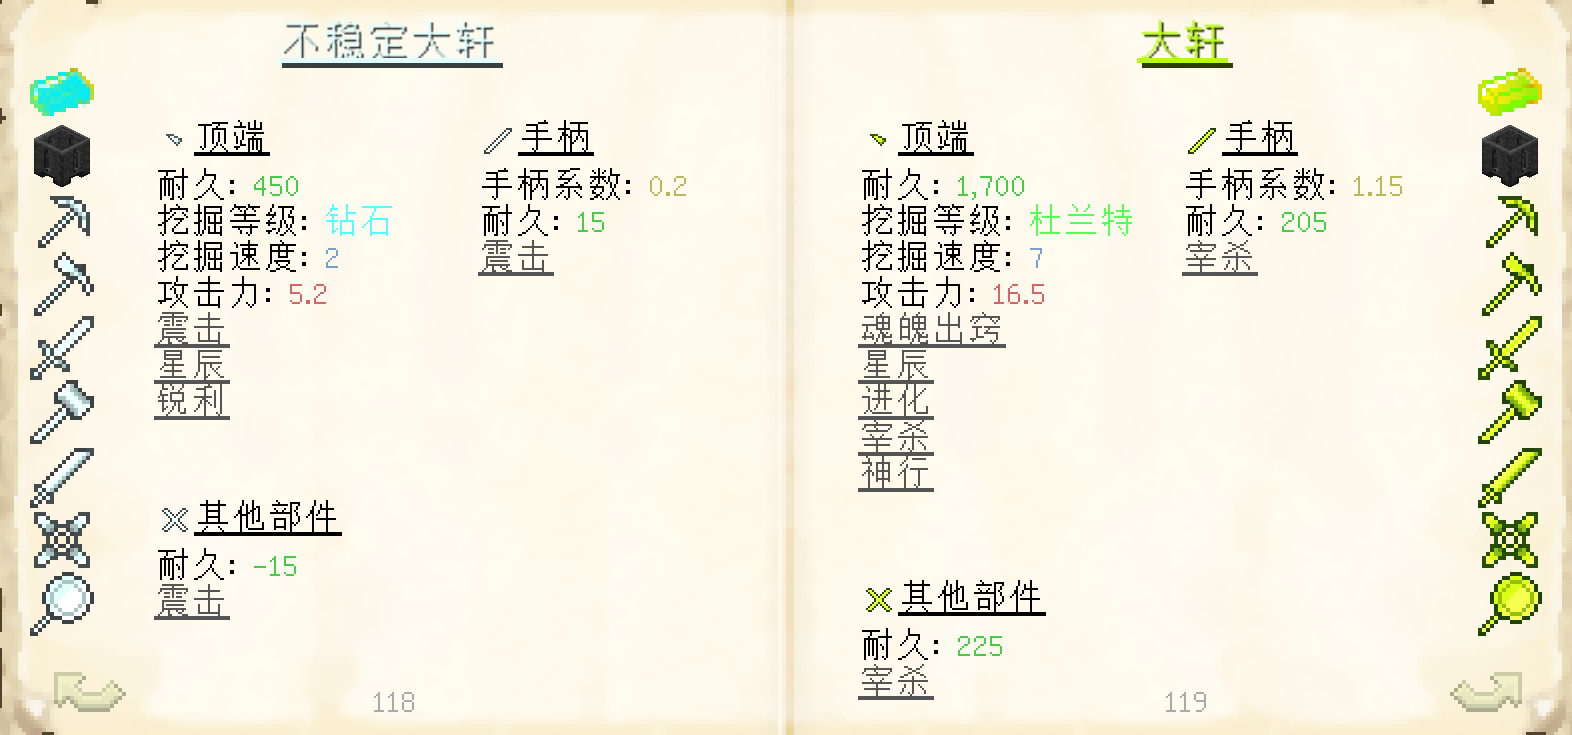 不稳定大轩
顶端
耐久: 450
挖掘等级: 钻石
挖掘速度: 2
攻击力: 5.2
震击
星辰
锐利
手柄
手柄系数: 0.2
耐久: 15
震击
其他部件
耐久: -15
震击
118
大轩
顶端
耐久: 1,700
挖掘等级: 杜兰特
挖掘速度: 7
攻击力: 16.5
魂魄出窍
星辰
进化
宰杀
神行
手柄
手柄系数: 1.15
耐久: 205
宰杀
其他部件
耐久: 225
宰杀
119